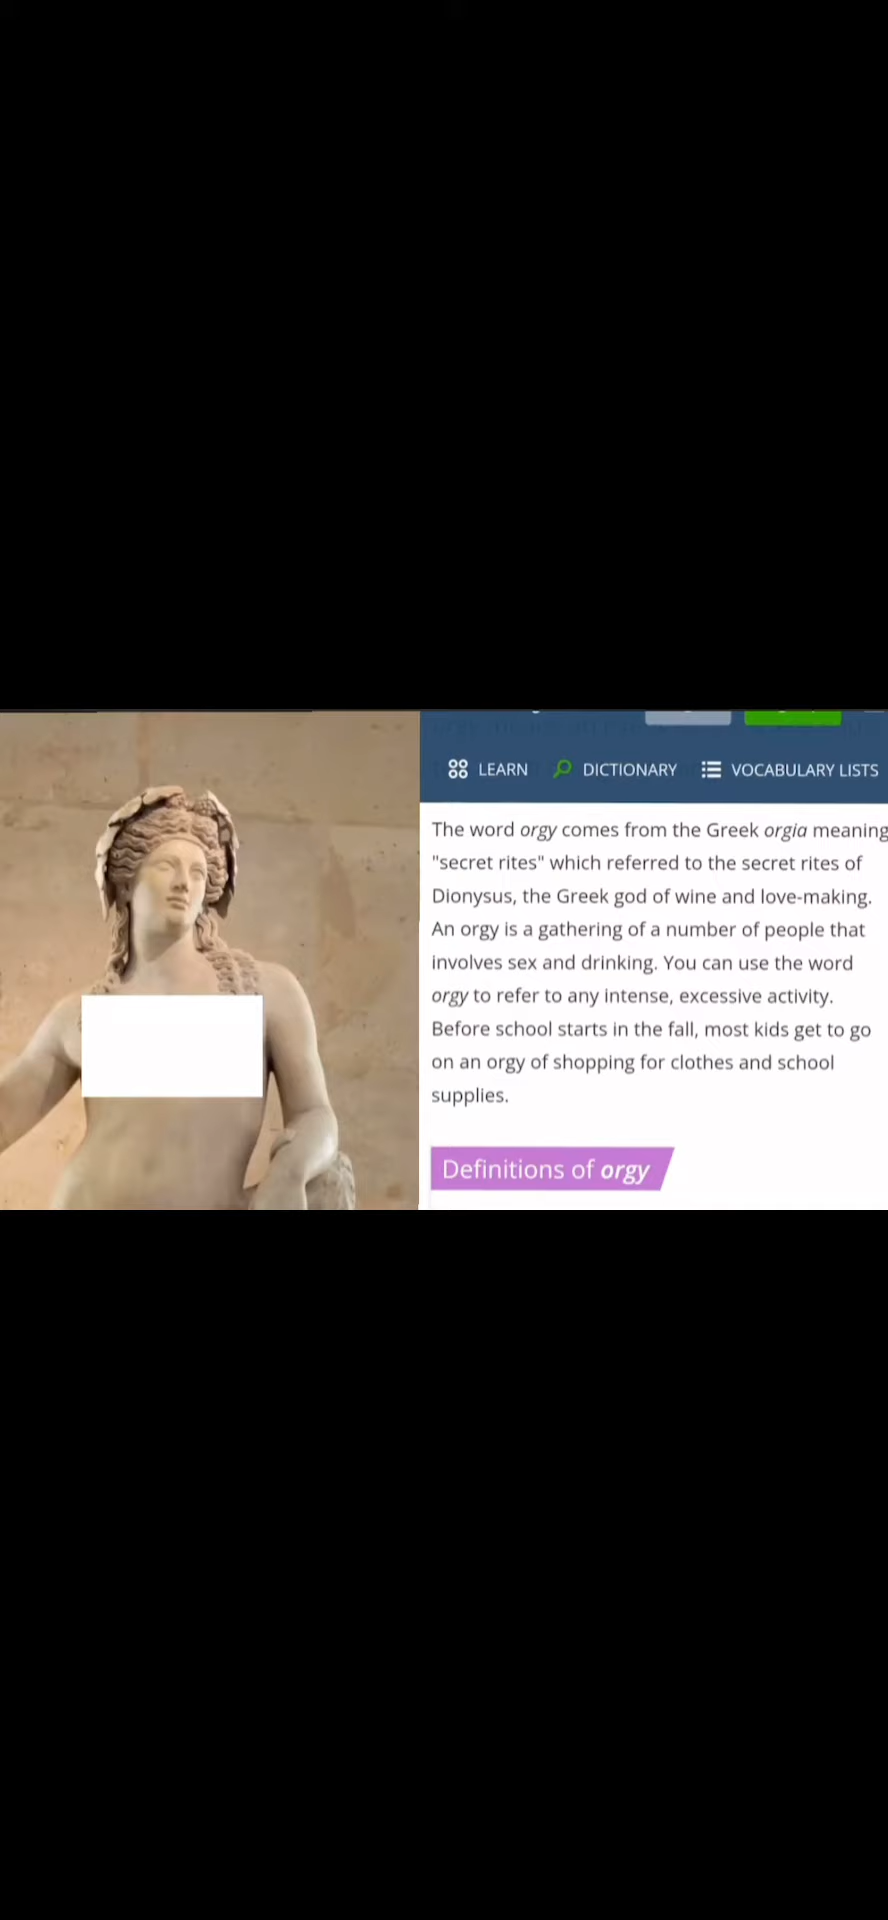 LEARN DICTIONARY VOCABULARY LISTS
The word orgy comes from the Greek orgia meaning
"secret rites" which referred to the secret rites of
Dionysus, the Greek god of wine and love-making.
An orgy is a gathering of a number of people that
involves sex and drinking. You can use the word
orgy to refer to any intense, excessive activity.
Before school starts in the fall, most kids get to go
on an orgy of shopping for clothes and school
supplies.
Definitions of orgy